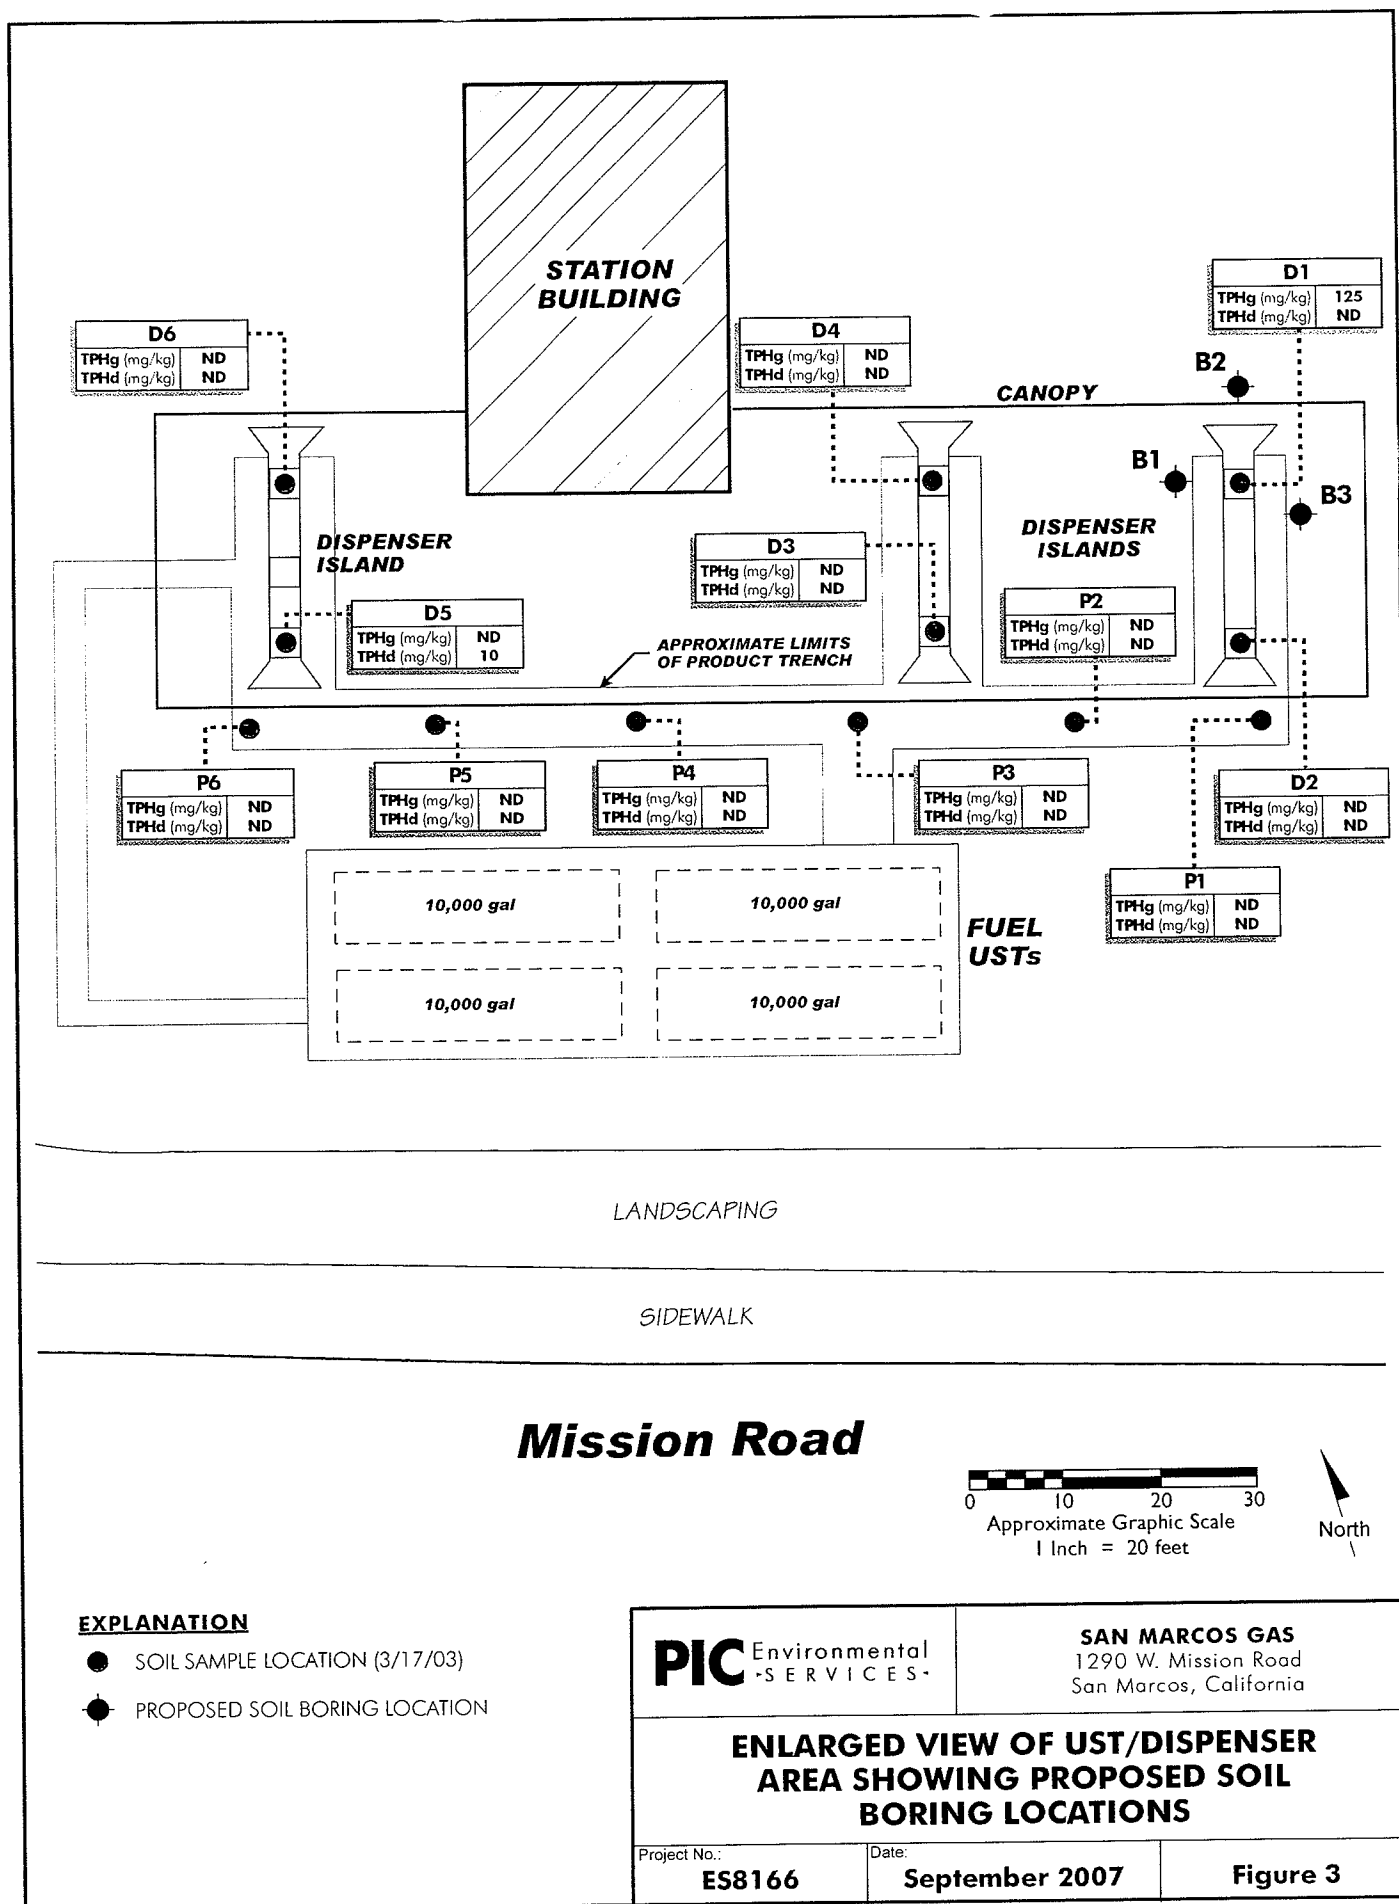 STATION
BUILDING
D1
TPHg (mg/kg) 125
TPHd (mg/kg) ND
D6
TPHg (mg/kg) ND
TPHd (mg/kg) ND
D4
TPHg (mg/kg) ND
TPHd (mg/kg) ND
B2
CANOPY
B1
B3
DISPENSER
ISLAND
DISPENSER
ISLANDS
D3
TPHg (mg/kg) ND
TPHd (mg/kg) ND
P2
TPHg (mg/kg) ND
TPHd (mg/kg) ND
D5
TPHg (mg/kg) ND
TPHd (mg/kg) 10
APPROXIMATE LIMITS
OF PRODUCT TRENCH
P6
TPHg (mg/kg) ND
TPHd (mg/kg) ND
P5
TPHg (mg/kg) ND
TPHd (mg/kg) ND
P4
TPHg (mg/kg) ND
TPHd (mg/kg) ND
P3
TPHg (mg/kg) ND
TPHd (mg/kg) ND
D2
TPHg (mg/kg) ND
TPHd (mg/kg) ND
P1
TPHg (mg/kg) ND
TPHd (mg/kg) ND
10,000 gal
10,000 gal
10,000 gal
10,000 gal
FUEL
USTs
LANDSCAPING
SIDEWALK
Mission Road
0 10 20 30
Approximate Graphic Scale
1 Inch = 20 feet
North
EXPLANATION
SOIL SAMPLE LOCATION (3/17/03)
PROPOSED SOIL BORING LOCATION
PIC Environmental
-SERVICES-
SAN MARCOS GAS
1290 W. Mission Road
San Marcos, California
ENLARGED VIEW OF UST/DISPENSER
AREA SHOWING PROPOSED SOIL
BORING LOCATIONS
Project No.:
ES8166
Date:
September 2007
Figure 3